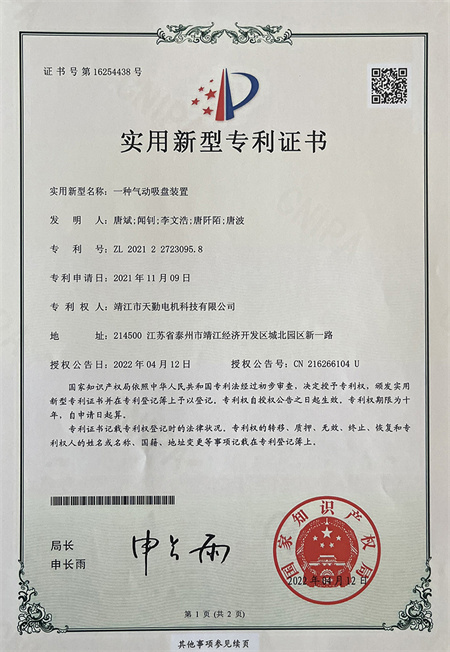 证书号第16254438号
实用新型专利证书
实用新型名称：一种气动吸盘装置
发明人：唐斌;闻钊;李文浩;唐阡陌;唐波
专利号：ZL 2021 2 2723095.8
专利申请日：2021年11月09日
专利权人：靖江市天勤电机科技有限公司
地址：214500 江苏省泰州市靖江经济开发区城北园区新一路
授权公告日：2022年04月12日 授权公告号：CN 216266104 U
国家知识产权局依照中华人民共和国专利法经过初步审查，决定授予专利权，颁发实用
新型专利证书并在专利登记簿上予以登记。专利权自授权公告之日起生效。专利权期限为十
年，自申请日起算。
专利证书记载专利权登记时的法律状况。专利权的转移、质押、无效、终止、恢复和专利
权人的姓名或名称、国籍、地址变更等事项记载在专利登记簿上。
局长
申长雨
申长雨
国家知识产权局
2022年04月12日
第1页(共2页)
其他事项参见续页